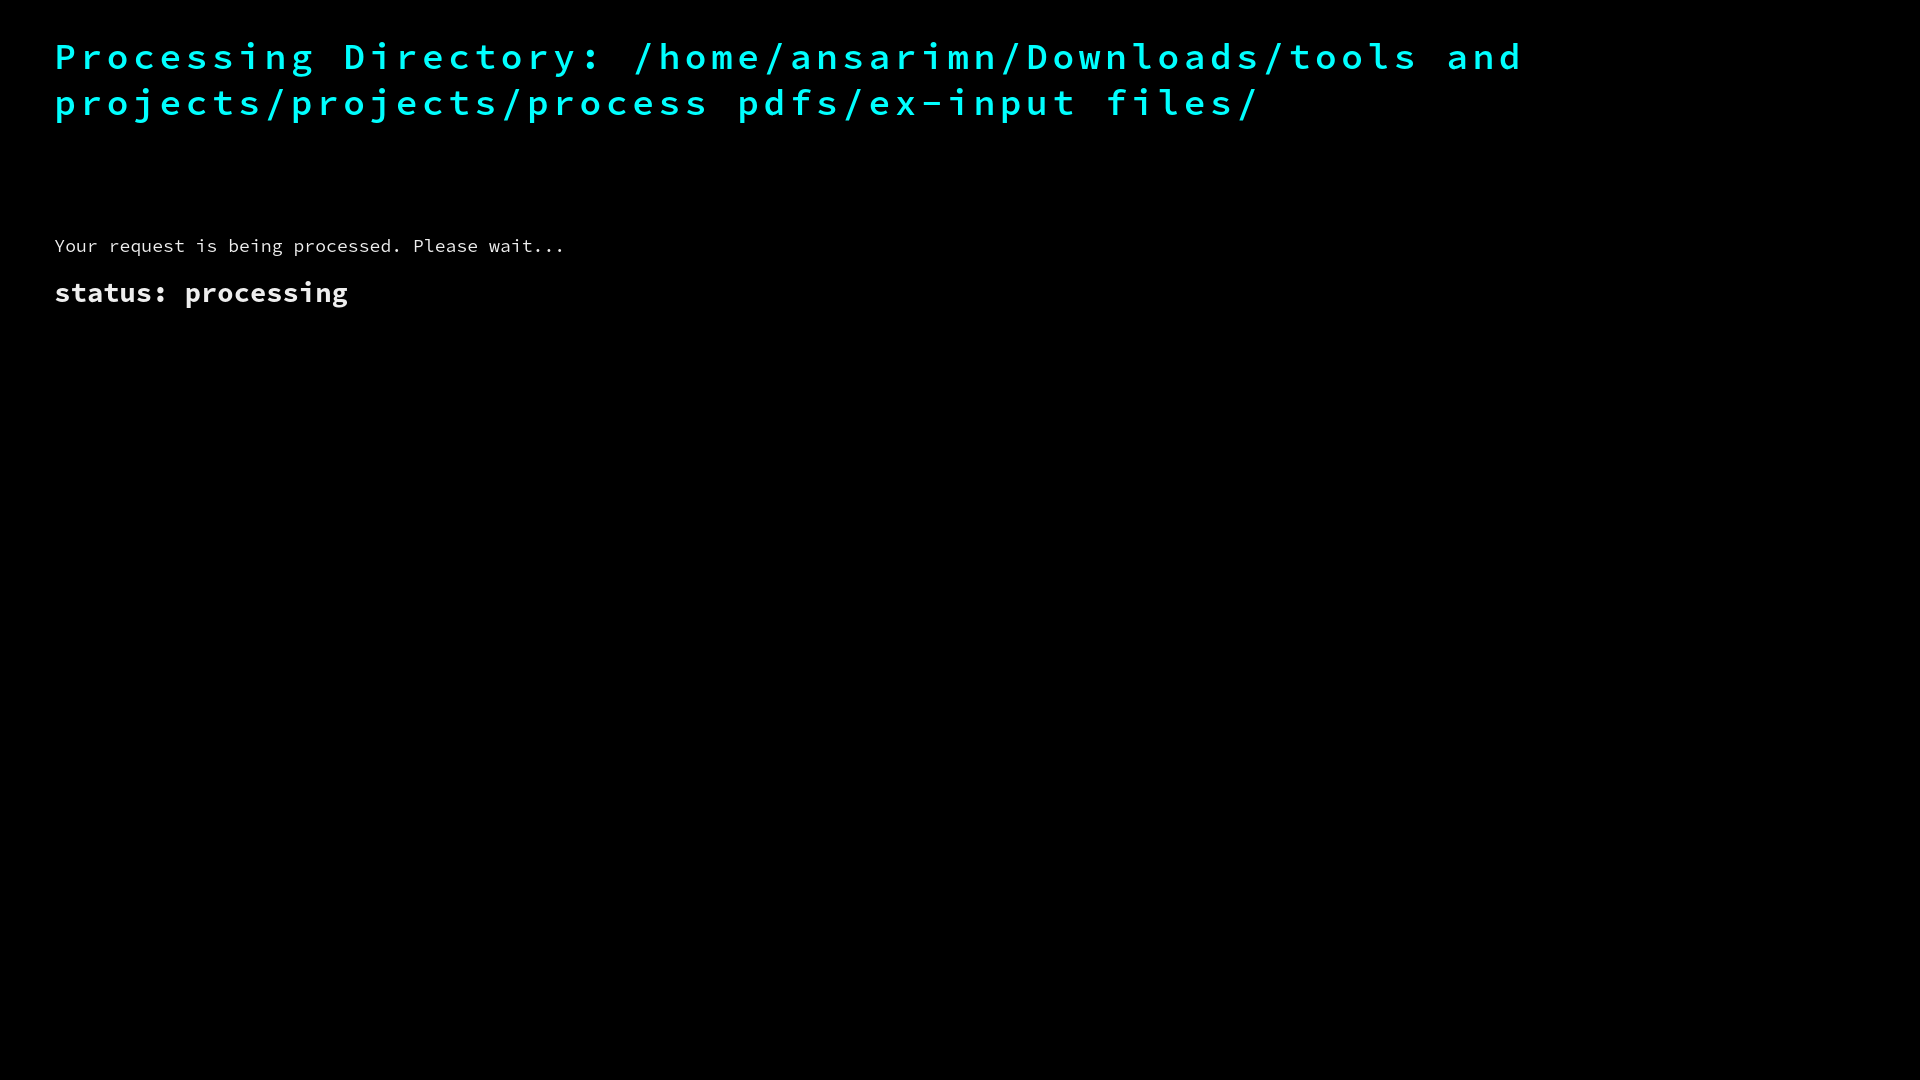 Processing Directory: /home/ansarimn/Downloads/tools and
projects/projects/process pdfs/ex-input files/
Your request is being processed. Please wait...
status: processing